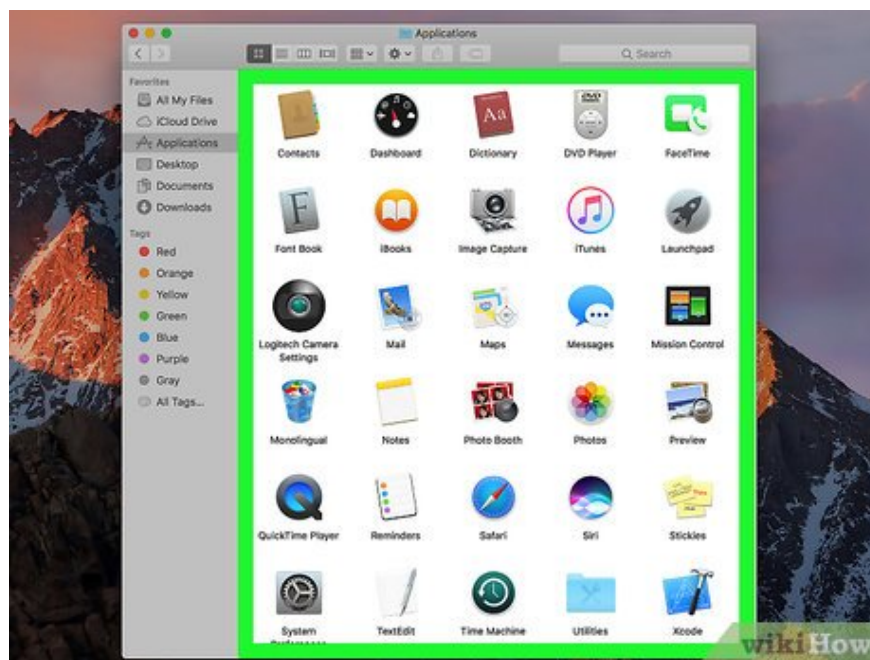 Applications
Search
Favorites
All My Files
iCloud Drive
Applications
Desktop
Documents
Downloads
Tags
Red
Orange
Yellow
Green
Blue
Purple
Gray
All Tags...
Contacts
Dashboard
Aa
Dictionary
DVD
DVD Player
FaceTime
F
Font Book
iBooks
Image Capture
iTunes
Launchpad
Logitech Camera
Settings
Mail
Maps
Messages
Mission Control
Monolingual
Notes
Photo Booth
Photos
Preview
QuickTime Player
Reminders
Safari
Siri
Stickies
System
TextEdit
Time Machine
Utilities
Xcode
wikiHow